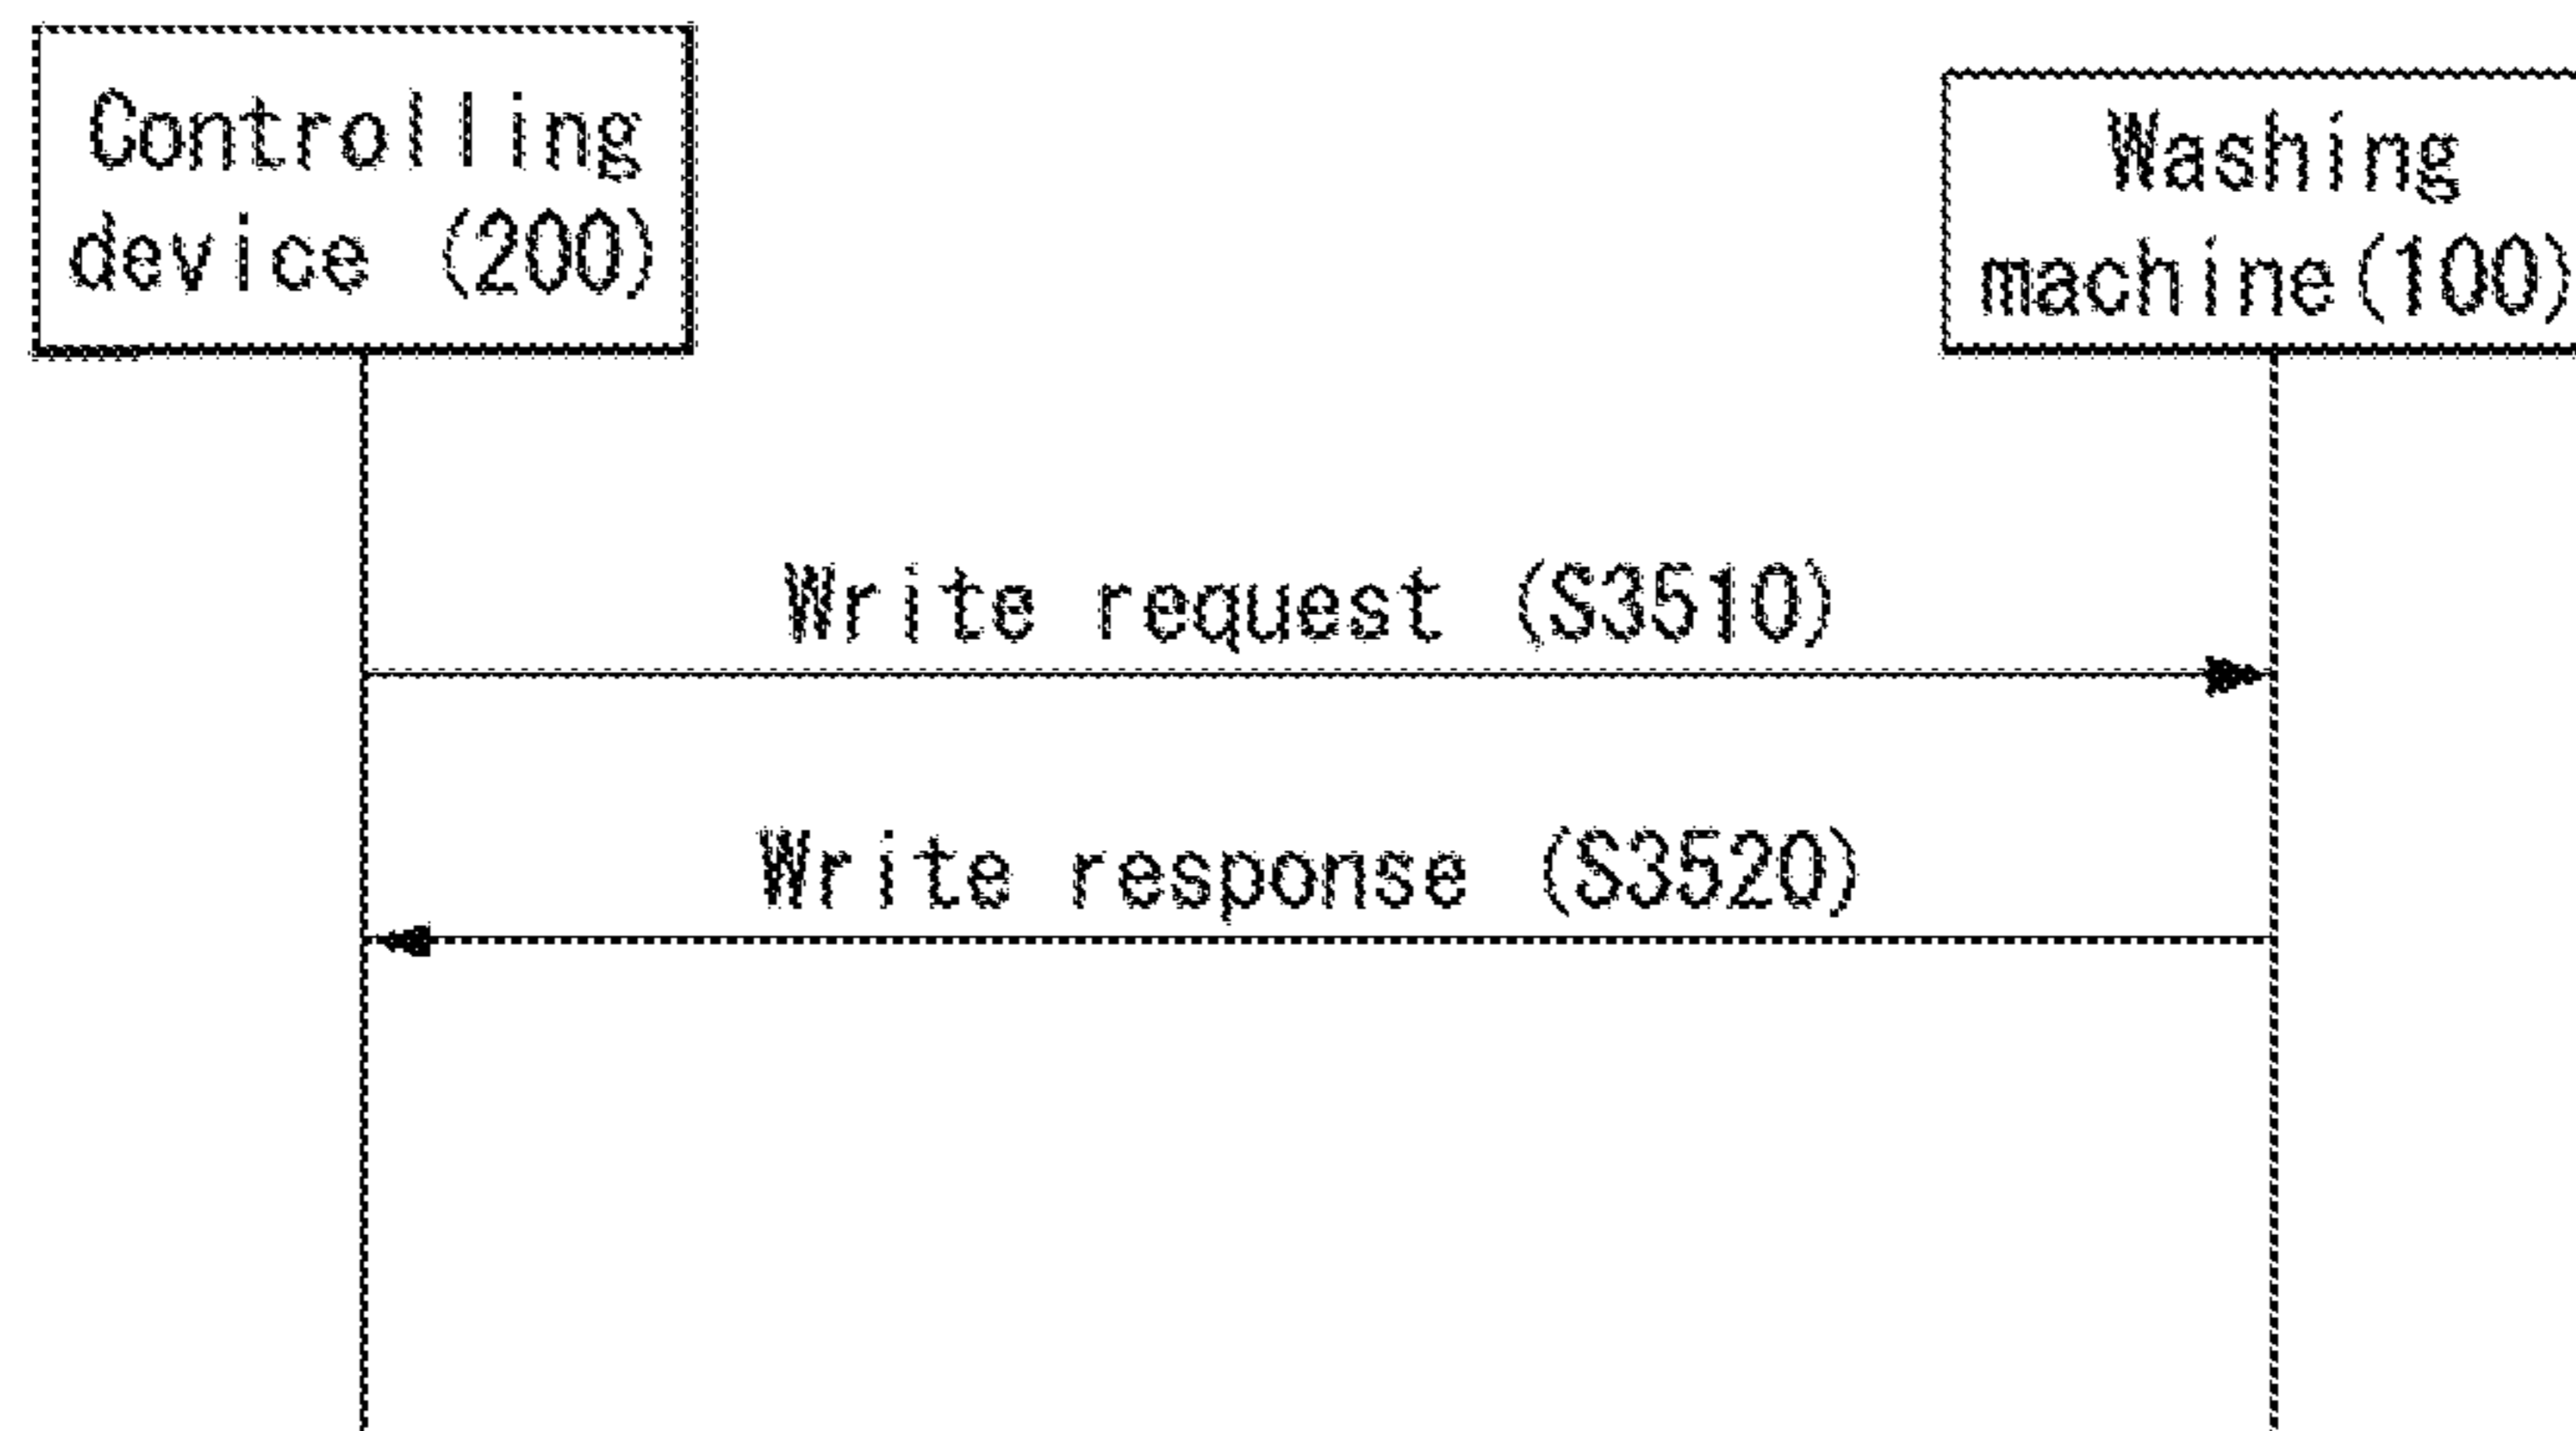 Controlling
device (200)
Washing
machine(100)
Write request (S3510)
Write response (S3520)